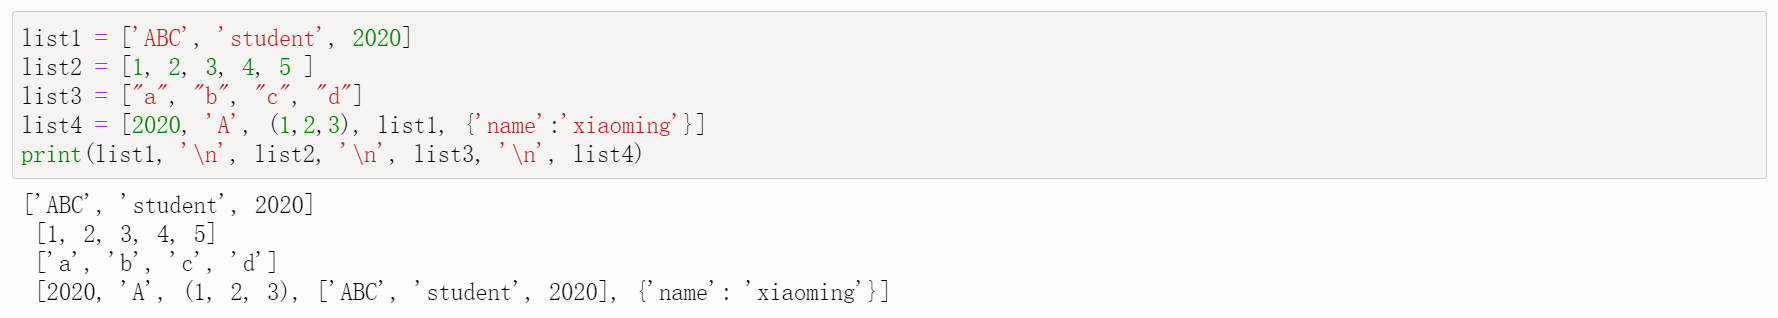 list1 = ['ABC', 'student', 2020]
list2 = [1, 2, 3, 4, 5 ]
list3 = ["a", "b", "c", "d"]
list4 = [2020, 'A', (1,2,3), list1, {'name':'xiaoming'}]
print(list1, '\n', list2, '\n', list3, '\n', list4)
['ABC', 'student', 2020]
 [1, 2, 3, 4, 5]
 ['a', 'b', 'c', 'd']
 [2020, 'A', (1, 2, 3), ['ABC', 'student', 2020], {'name': 'xiaoming'}]